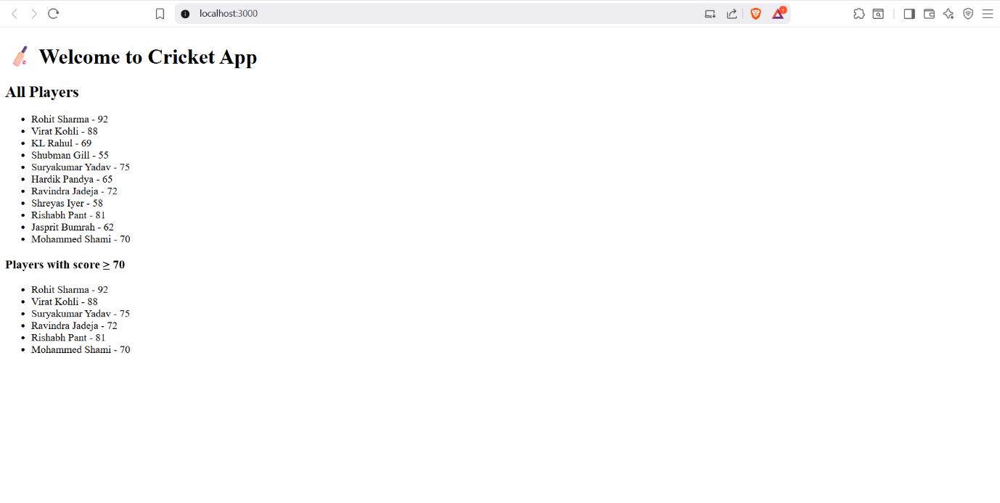 localhost:3000
1
🏏 Welcome to Cricket App
All Players
• Rohit Sharma - 92
• Virat Kohli - 88
• KL Rahul - 69
• Shubman Gill - 55
• Suryakumar Yadav - 75
• Hardik Pandya - 65
• Ravindra Jadeja - 72
• Shreyas Iyer - 58
• Rishabh Pant - 81
• Jasprit Bumrah - 62
• Mohammed Shami - 70
Players with score ≥ 70
• Rohit Sharma - 92
• Virat Kohli - 88
• Suryakumar Yadav - 75
• Ravindra Jadeja - 72
• Rishabh Pant - 81
• Mohammed Shami - 70